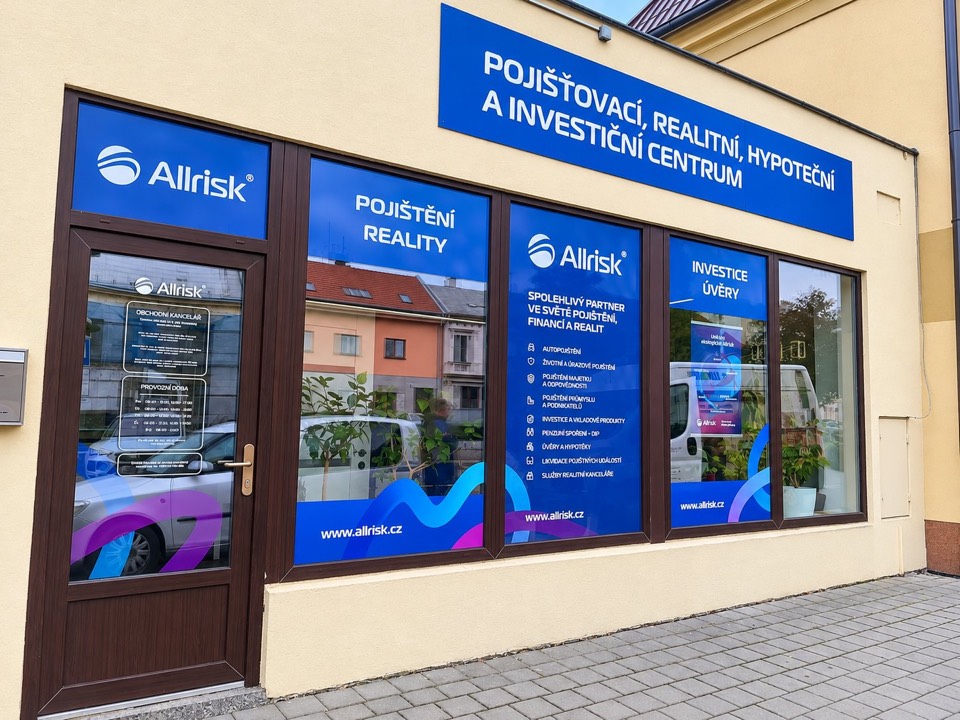 POJIŠŤOVACÍ, REALITNÍ, HYPOTEČNÍ
A INVESTIČNÍ CENTRUM
Allrisk®
POJIŠTĚNÍ
REALITY
Allrisk®
INVESTICE
ÚVĚRY
SPOLEHLIVÝ PARTNER
VE SVĚTĚ POJIŠTĚNÍ,
FINANCÍ A REALIT
AUTOPOJIŠTĚNÍ
ŽIVOTNÍ A ÚRAZOVÉ POJIŠTĚNÍ
POJIŠTĚNÍ MAJETKU
A ODPOVĚDNOSTI
POJIŠTĚNÍ PRŮMYSLU
A PODNIKATELŮ
INVESTICE A VKLADOVÉ PRODUKTY
PENZIJNÍ SPOŘENÍ - DIP
ÚVĚRY A HYPOTÉKY
LIKVIDACE POJISTNÝCH UDÁLOSTÍ
SLUŽBY REALITNÍ KANCELÁŘE
www.allrisk.cz
www.allrisk.cz
www.allrisk.cz
Allrisk®
OBCHODNÍ KANCELÁŘ
PROVOZNÍ DOBA
Allrisk